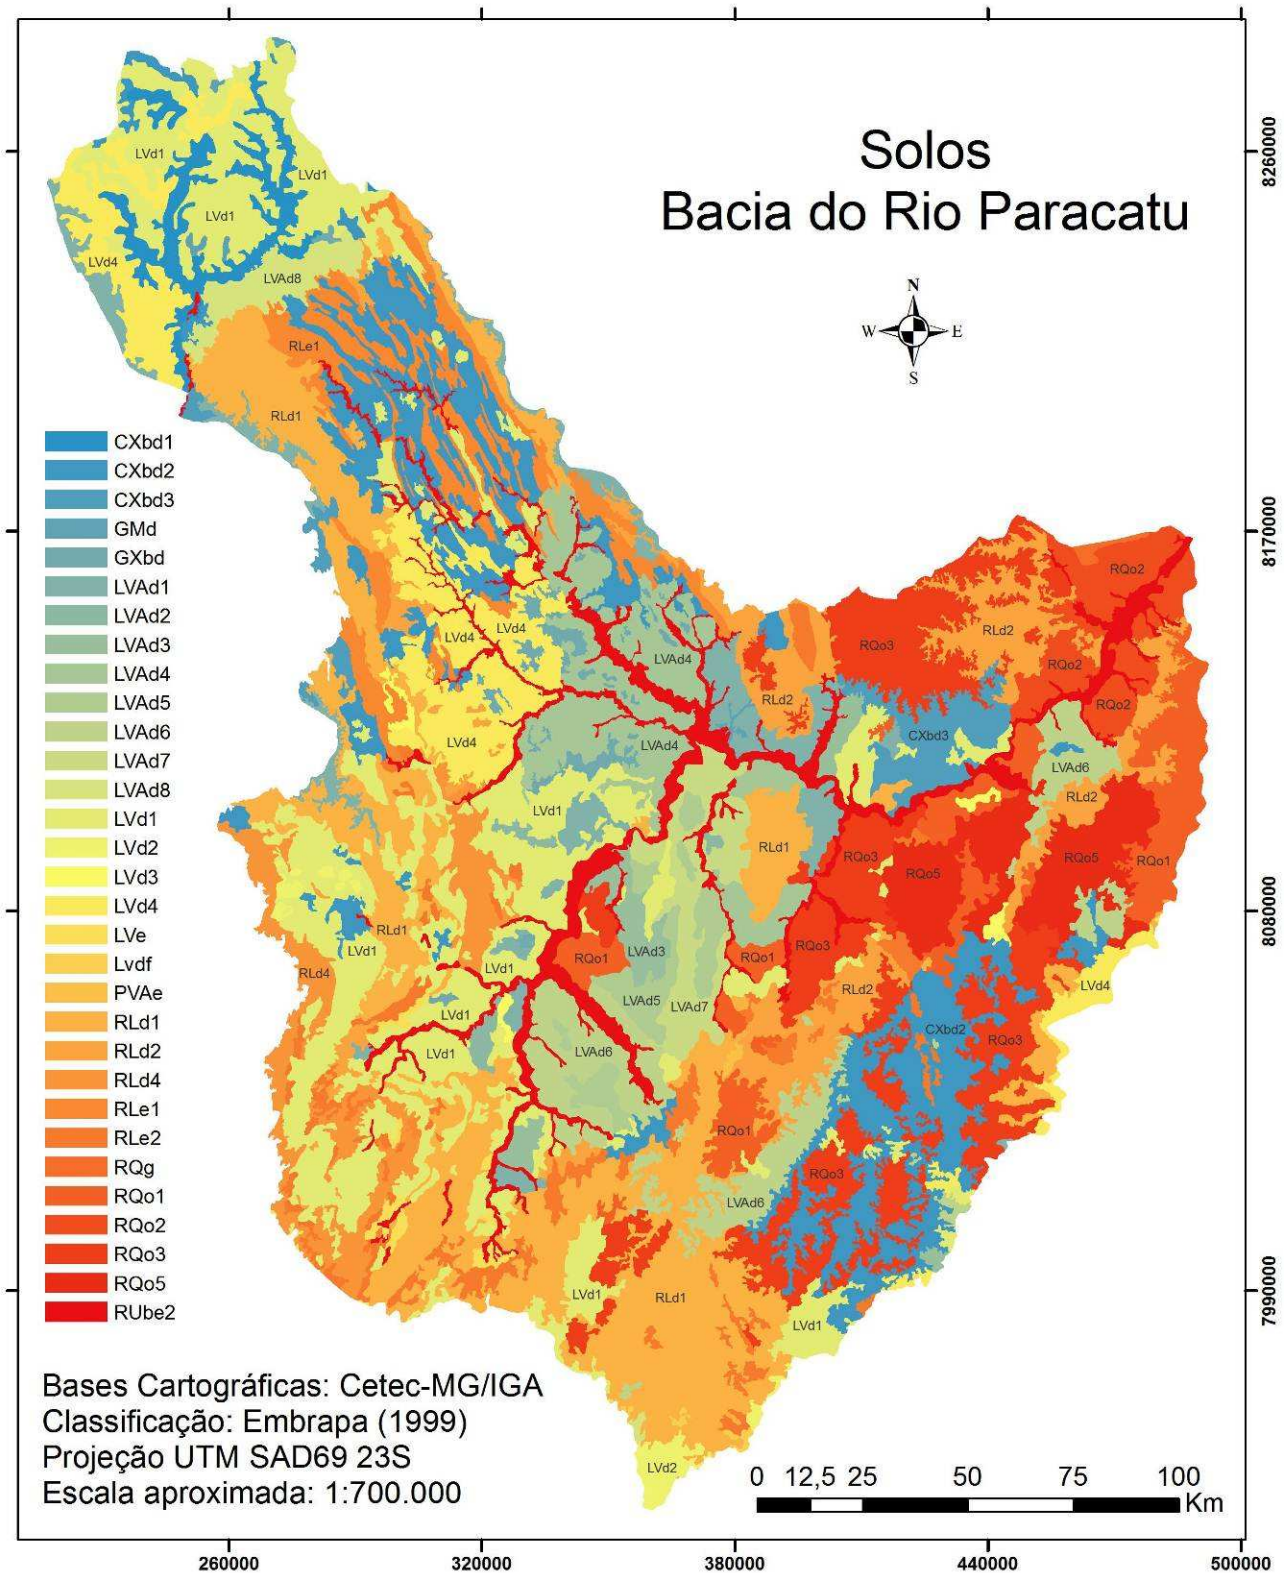 Solos
Bacia do Rio Paracatu
N
W
E
S
8260000
8170000
8080000
7990000
LVd1
LVd1
LVd1
LVd4
LVAd8
RLe1
RLd1
CXbd1
CXbd2
CXbd3
GMd
GXbd
LVAd1
LVAd2
LVAd3
LVAd4
LVAd5
LVAd6
LVAd7
LVAd8
LVd1
LVd2
LVd3
LVd4
LVe
Lvdf
PVAe
RLd1
RLd2
RLd4
RLe1
RLe2
RQg
RQo1
RQo2
RQo3
RQo5
RUbe2
RQo2
LVd4
LVd4
RQo3
RLd2
LVAd4
RQo2
RLd2
RQo2
LVd4
LVAd4
CXbd3
LVAd6
RLd2
LVd1
RLd1
RQo3
RQo5
RQo5
RQo1
RLd1
LVd1
RQo3
LVAd3
RQo1
RQo1
LVd1
RLd4
LVd4
RLd2
LVAd5
LVAd7
LVd1
CXbd2
RQo3
LVd1
LVAd6
RQo1
RQo3
LVAd6
LVd1
RLd1
LVd1
LVd2
Bases Cartográficas: Cetec-MG/IGA
Classificação: Embrapa (1999)
Projeção UTM SAD69 23S
Escala aproximada: 1:700.000
0 12,5 25 50 75 100
Km
260000 320000 380000 440000 500000